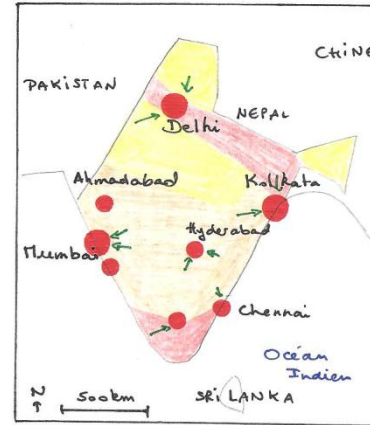 CHINE
PAKISTAN
NEPAL
Delhi
Ahmadabad
Kolkata
Hyderabad
Mumbai
Chennai
Océan
Indien
N
500km
SRI LANKA